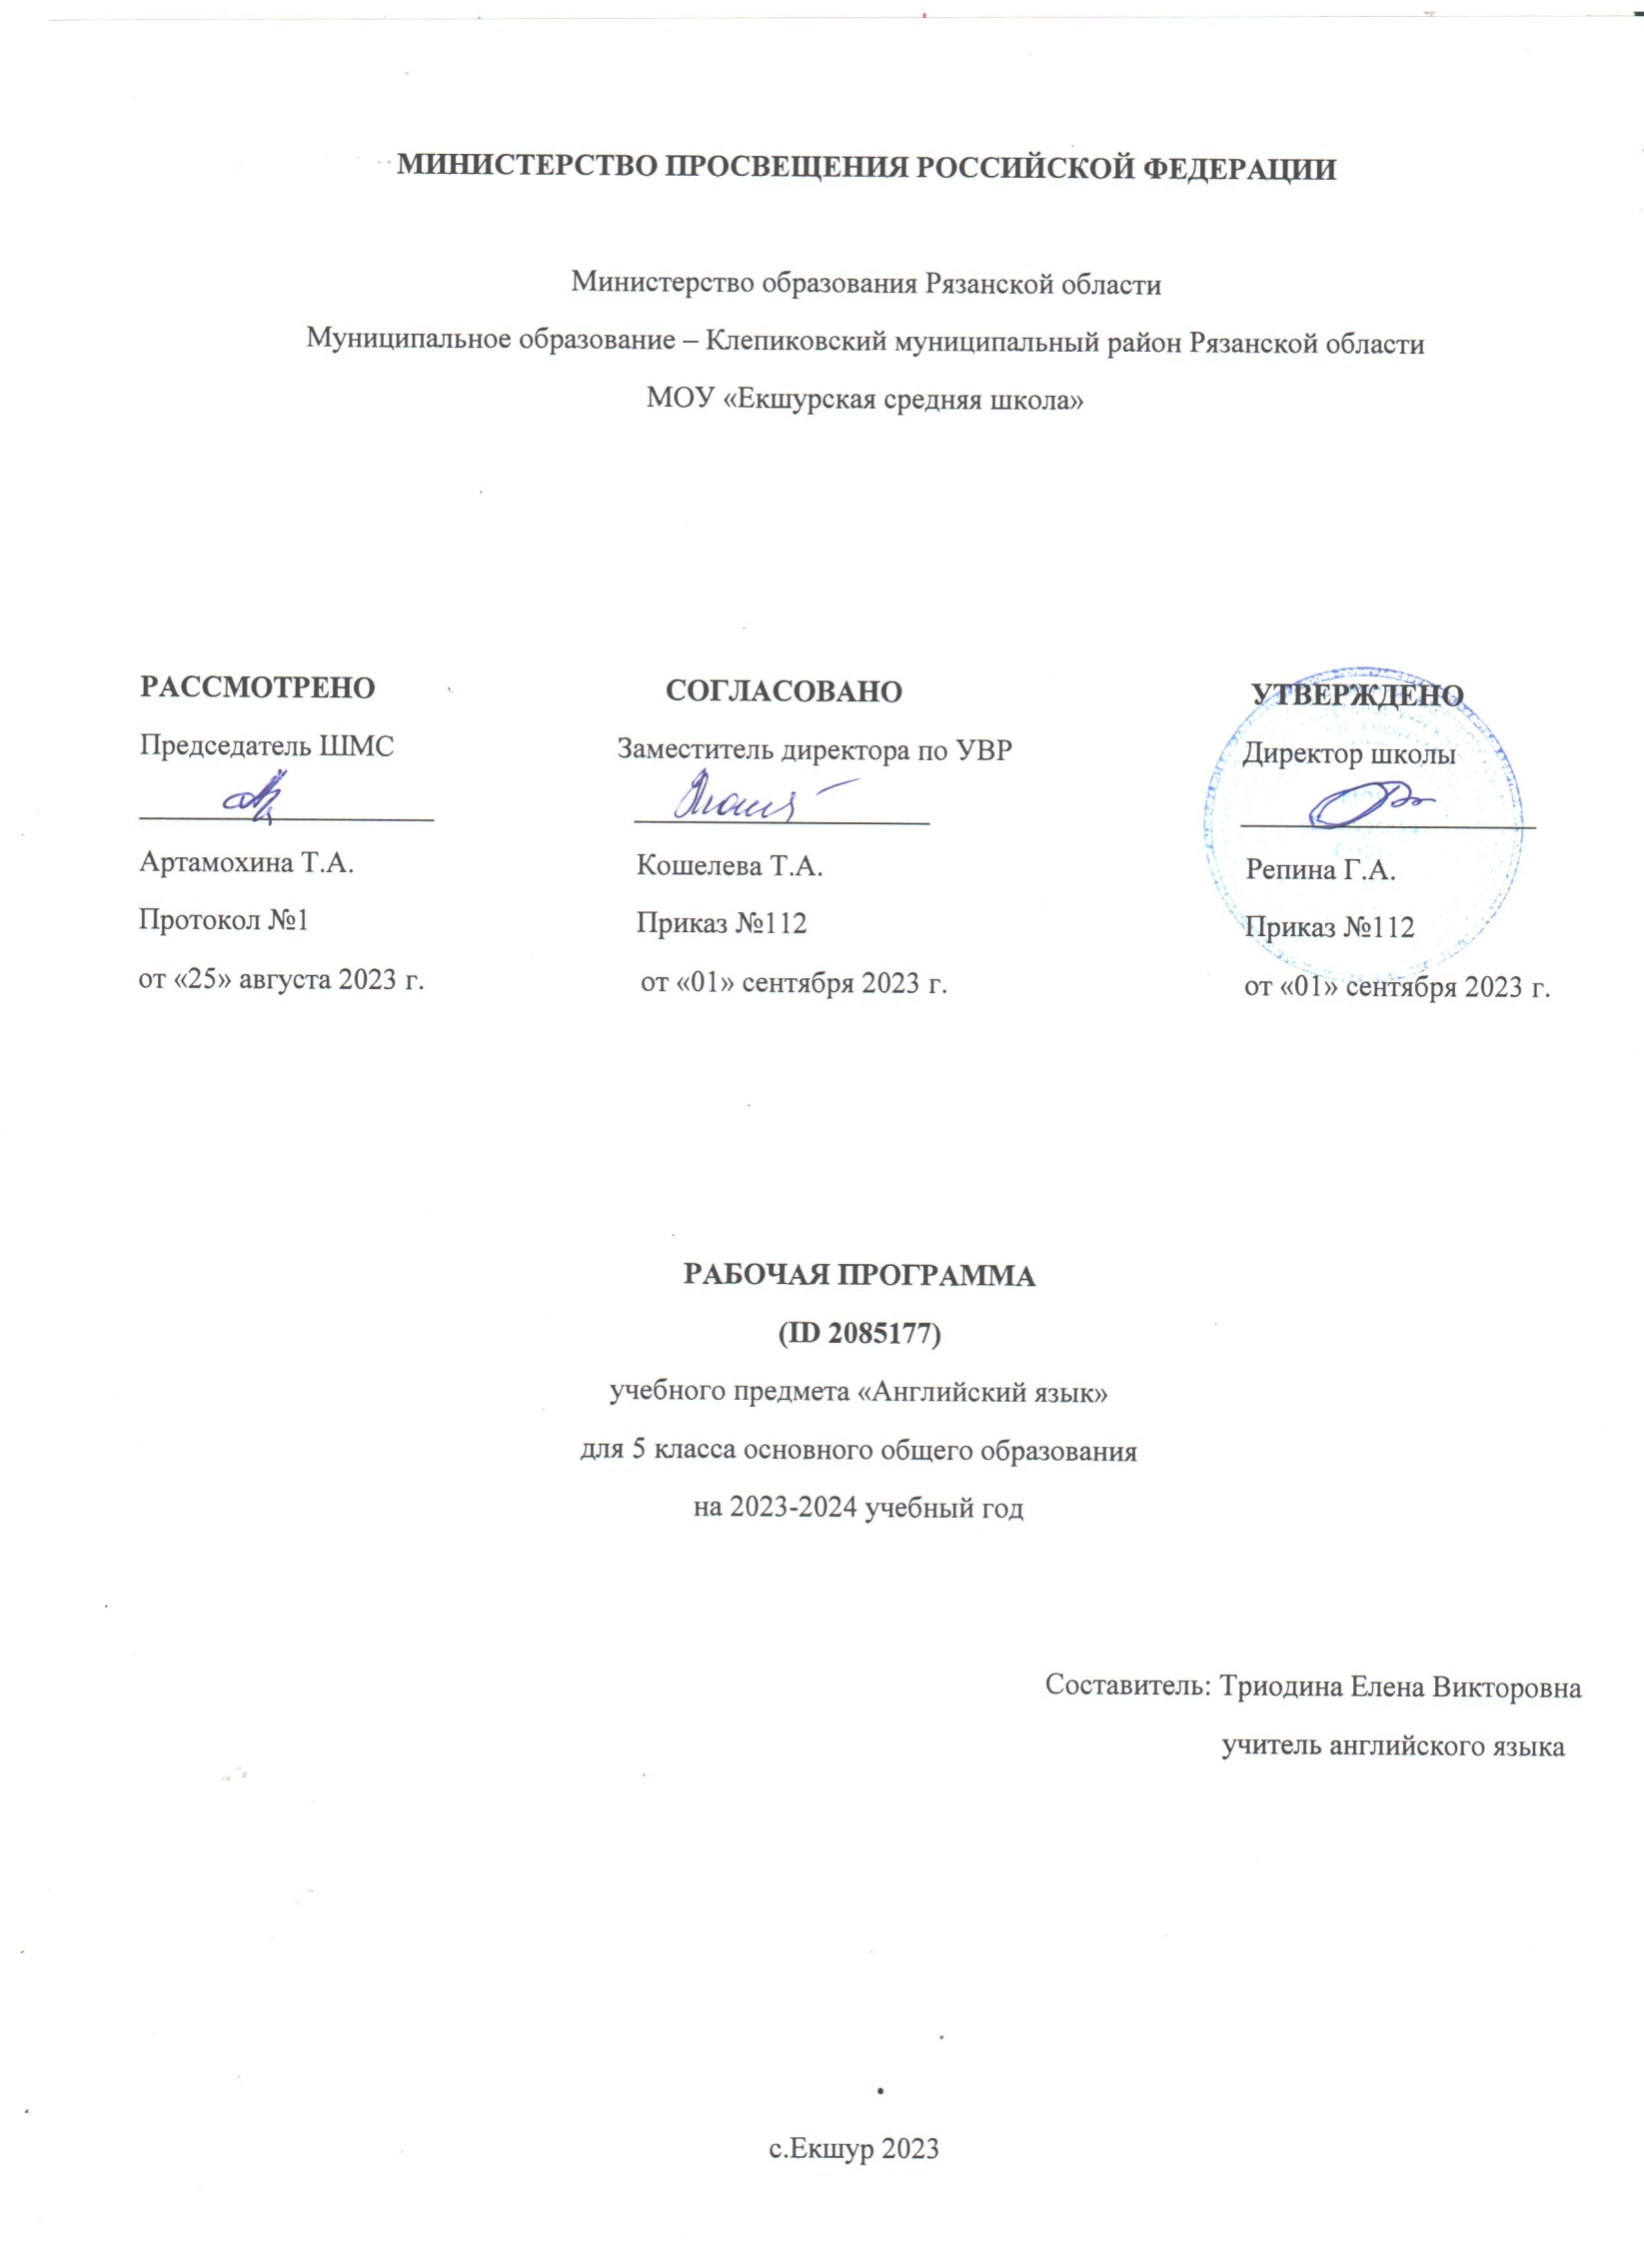 МИНИСТЕРСТВО ПРОСВЕЩЕНИЯ РОССИЙСКОЙ ФЕДЕРАЦИИ
Министерство образования Рязанской области
Муниципальное образование – Клепиковский муниципальный район Рязанской области
МОУ «Екшурская средняя школа»
РАССМОТРЕНО
Председатель ШМС
Артамохина Т.А.
Протокол №1
от «25» августа 2023 г.
СОГЛАСОВАНО
Заместитель директора по УВР
Кошелева Т.А.
Приказ №112
от «01» сентября 2023 г.
УТВЕРЖДЕНО
Директор школы
Репина Г.А.
Приказ №112
от «01» сентября 2023 г.
РАБОЧАЯ ПРОГРАММА
(ID 2085177)
учебного предмета «Английский язык»
для 5 класса основного общего образования
на 2023-2024 учебный год
Составитель: Триодина Елена Викторовна
учитель английского языка
с.Екшур 2023